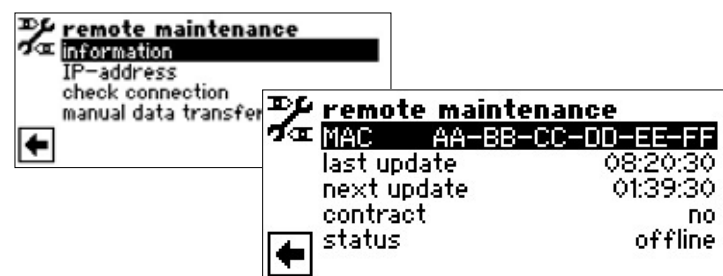 remote maintenance
information
IP-address
check connection
manual data transfer
remote maintenance
MAC AA-BB-CC-DD-EE-FF
last update 08:20:30
next update 01:39:30
contract no
status offline